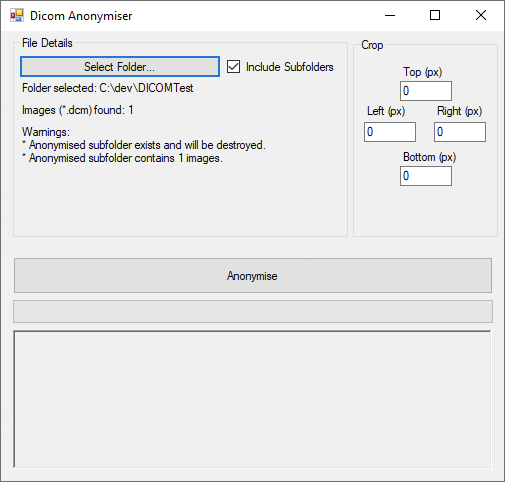 Dicom Anonymiser
File Details
Select Folder...
Include Subfolders
Folder selected: C:\dev\DICOMTest
Images (*.dcm) found: 1
Warnings:
* Anonymised subfolder exists and will be destroyed.
* Anonymised subfolder contains 1 images.
Crop
Top (px)
0
Left (px) Right (px)
0 0
Bottom (px)
0
Anonymise